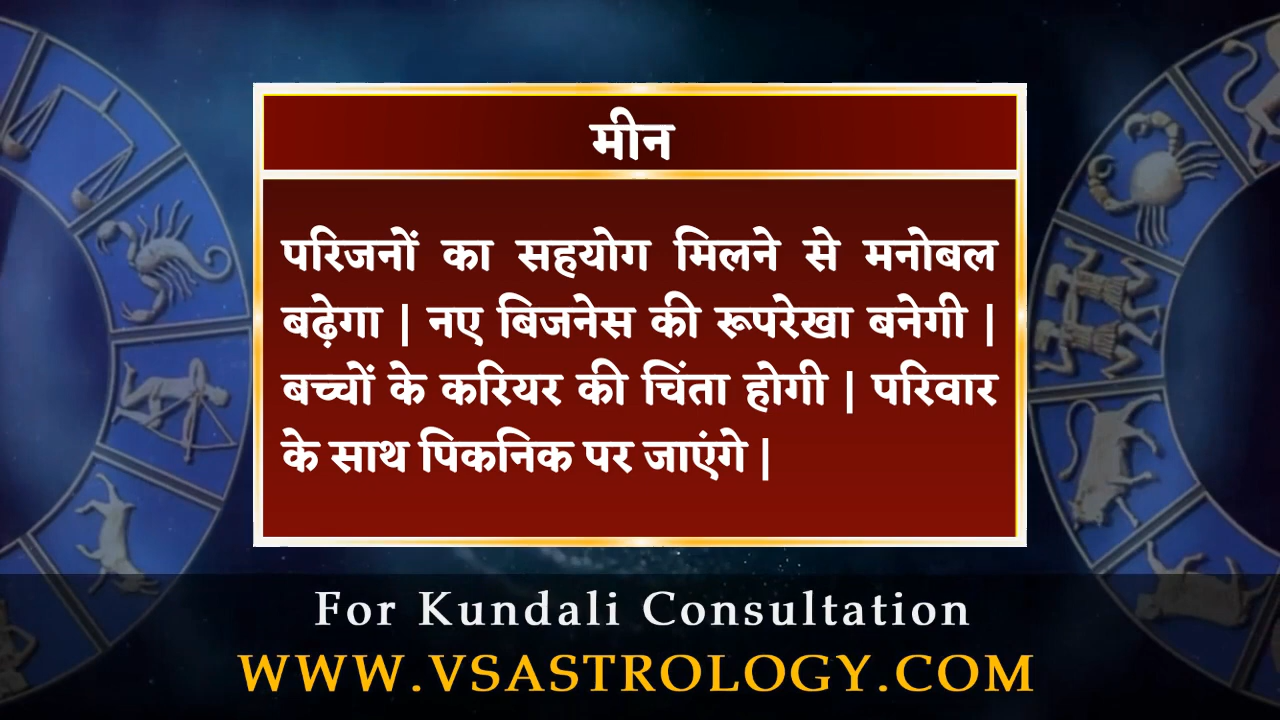 मीन
परिजनों का सहयोग मिलने से मनोबल
बढ़ेगा | नए बिजनेस की रूपरेखा बनेगी |
बच्चों के करियर की चिंता होगी | परिवार
के साथ पिकनिक पर जाएंगे |
For Kundali Consultation
WWW.VSASTROLOGY.COM